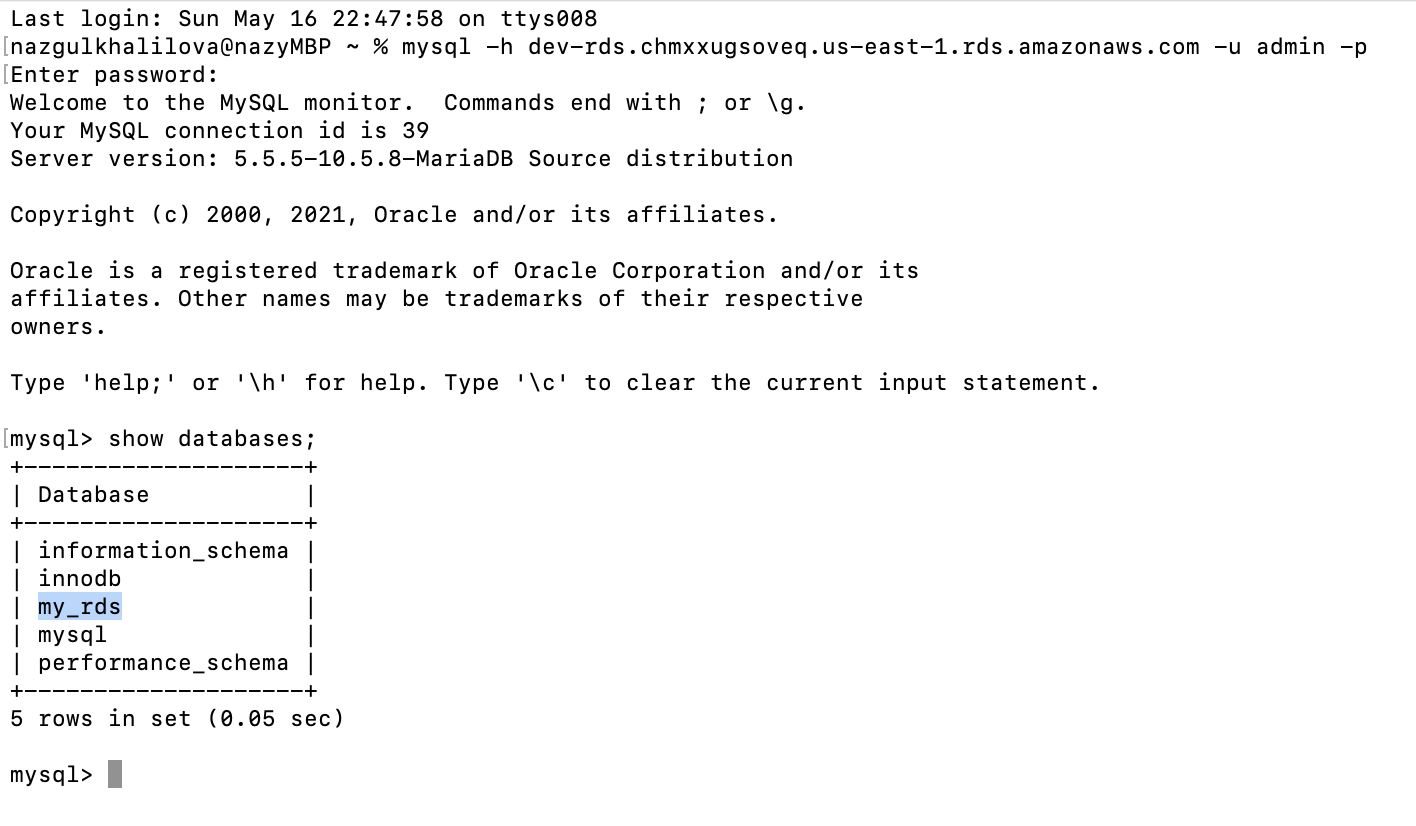 Last login: Sun May 16 22:47:58 on ttys008
[nazgulkhalilova@nazyMBP ~ % mysql -h dev-rds.chmxxugsoveq.us-east-1.rds.amazonaws.com -u admin -p
[Enter password:
Welcome to the MySQL monitor.  Commands end with ; or \g.
Your MySQL connection id is 39
Server version: 5.5.5-10.5.8-MariaDB Source distribution

Copyright (c) 2000, 2021, Oracle and/or its affiliates.

Oracle is a registered trademark of Oracle Corporation and/or its
affiliates. Other names may be trademarks of their respective
owners.

Type 'help;' or '\h' for help. Type '\c' to clear the current input statement.

[mysql> show databases;
+--------------------+
| Database           |
+--------------------+
| information_schema |
| innodb             |
| my_rds             |
| mysql              |
| performance_schema |
+--------------------+
5 rows in set (0.05 sec)

mysql>